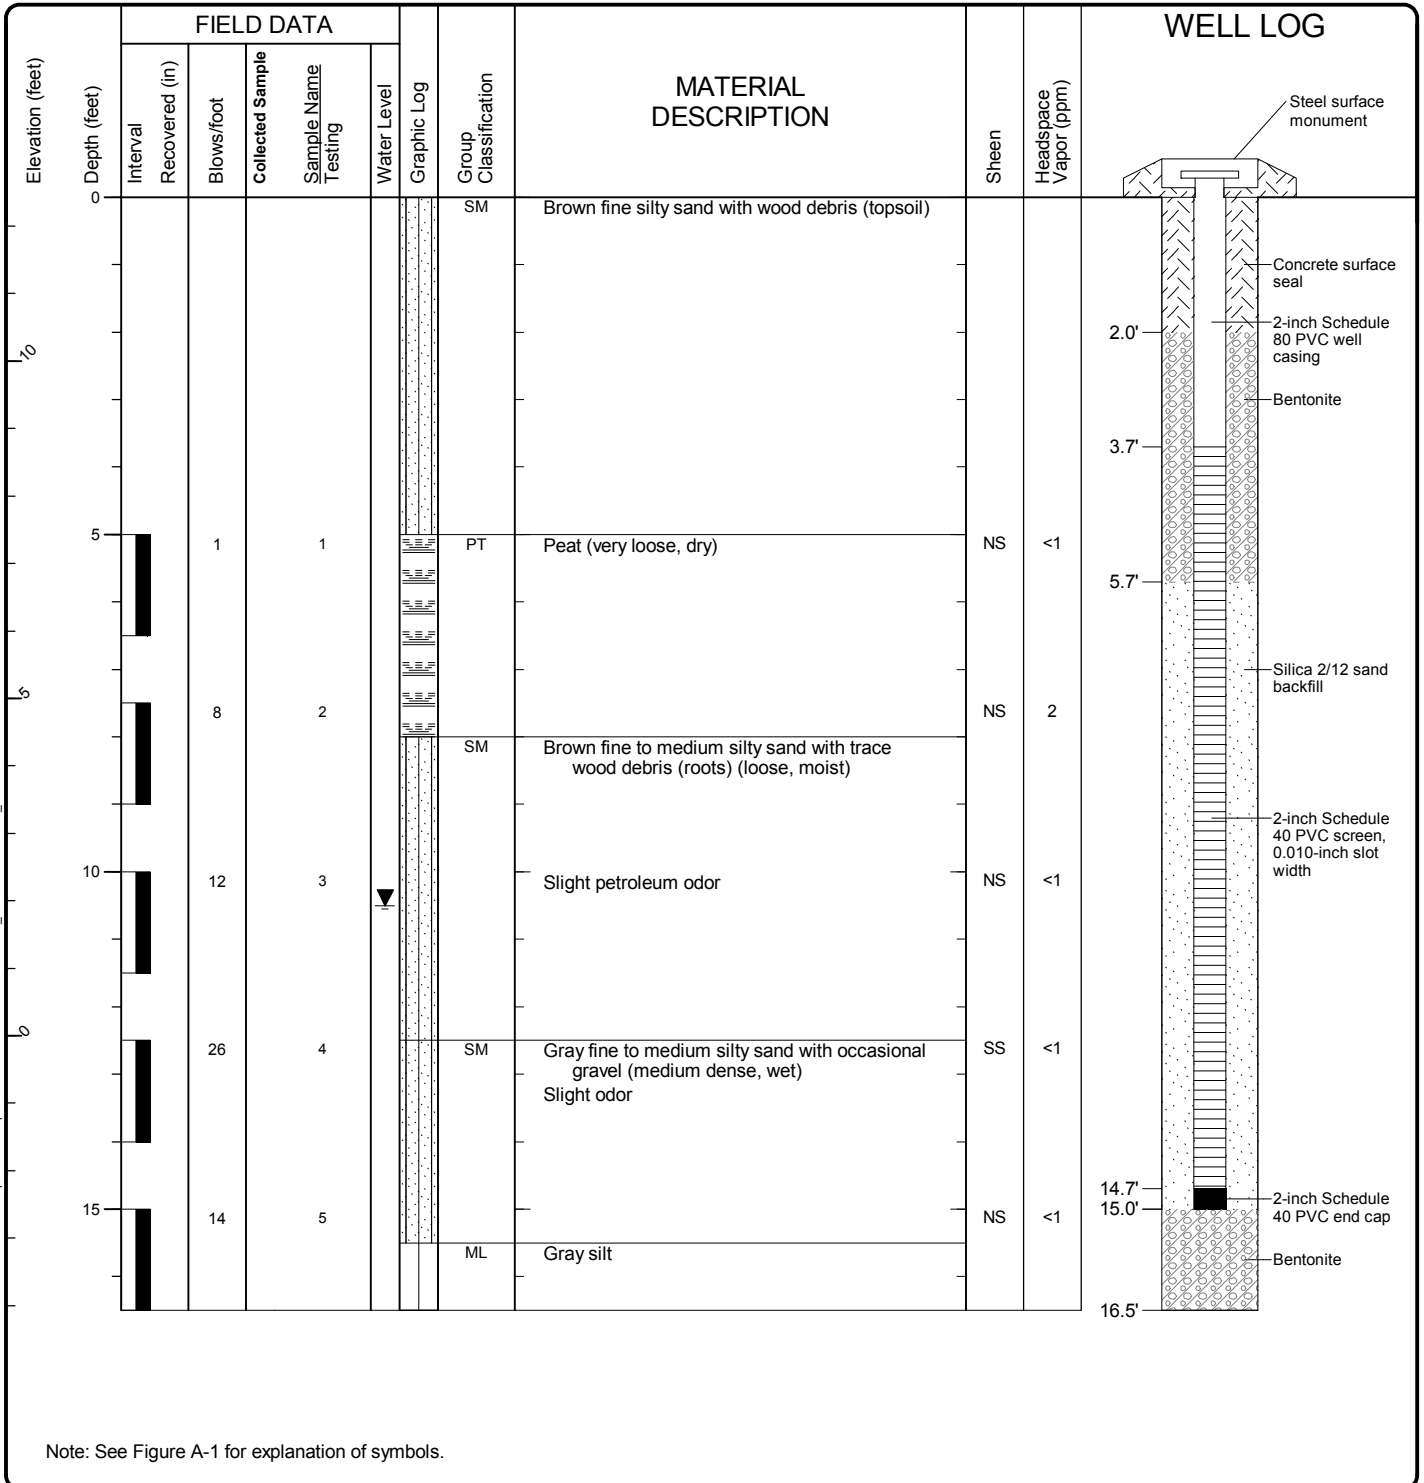 FIELD DATA
WELL LOG
Elevation (feet)
Depth (feet)
Interval
Recovered (in)
Blows/foot
Collected Sample
Sample Name
Testing
Water Level
Graphic Log
Group
Classification
MATERIAL
DESCRIPTION
Sheen
Headspace
Vapor (ppm)
Steel surface
monument
0
SM
Brown fine silty sand with wood debris (topsoil)
Concrete surface
seal
2.0'
2-inch Schedule
80 PVC well
casing
10
Bentonite
3.7'
5
1
1
PT
Peat (very loose, dry)
NS
<1
5.7'
Silica 2/12 sand
backfill
5
8
2
NS
2
SM
Brown fine to medium silty sand with trace
wood debris (roots) (loose, moist)
2-inch Schedule
40 PVC screen,
0.010-inch slot
width
10
12
3
Slight petroleum odor
NS
<1
0
26
4
SM
Gray fine to medium silty sand with occasional
gravel (medium dense, wet)
Slight odor
SS
<1
14.7'
15.0'
2-inch Schedule
40 PVC end cap
15
14
5
NS
<1
ML
Gray silt
Bentonite
16.5'
Note: See Figure A-1 for explanation of symbols.